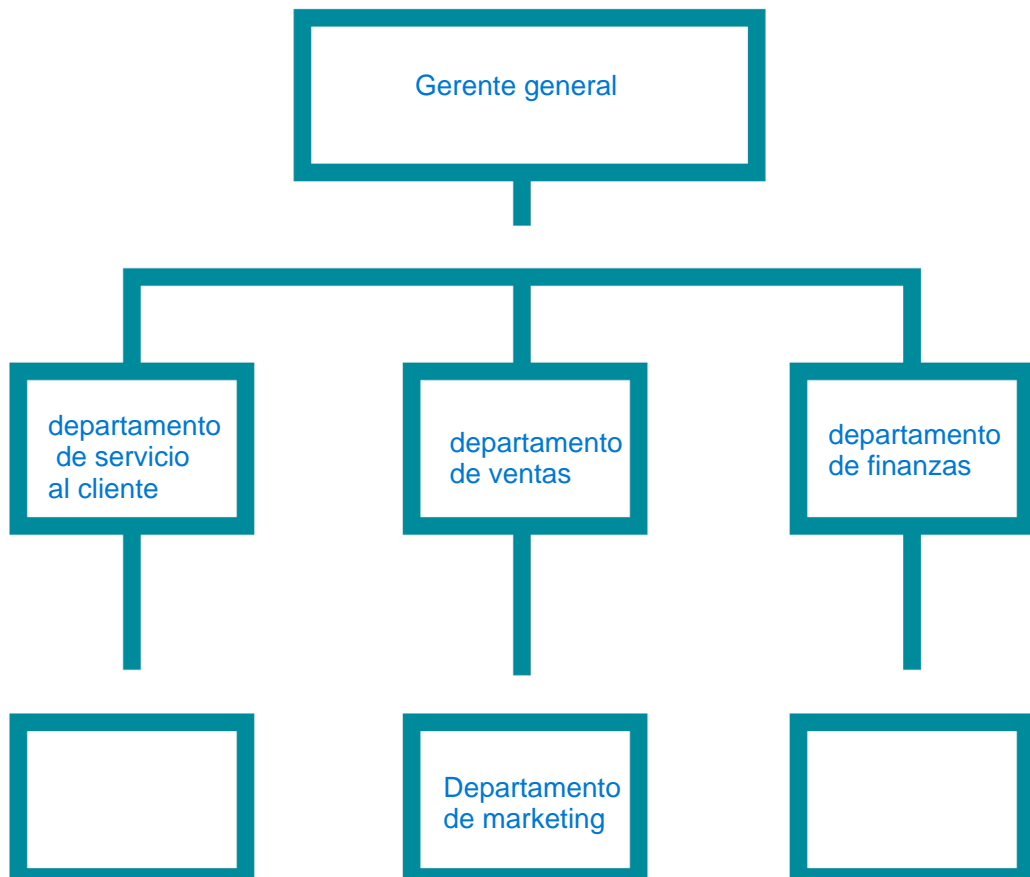 Gerente general
departamento
de servicio
al cliente
departamento
de ventas
departamento
de finanzas
Departamento
de marketing